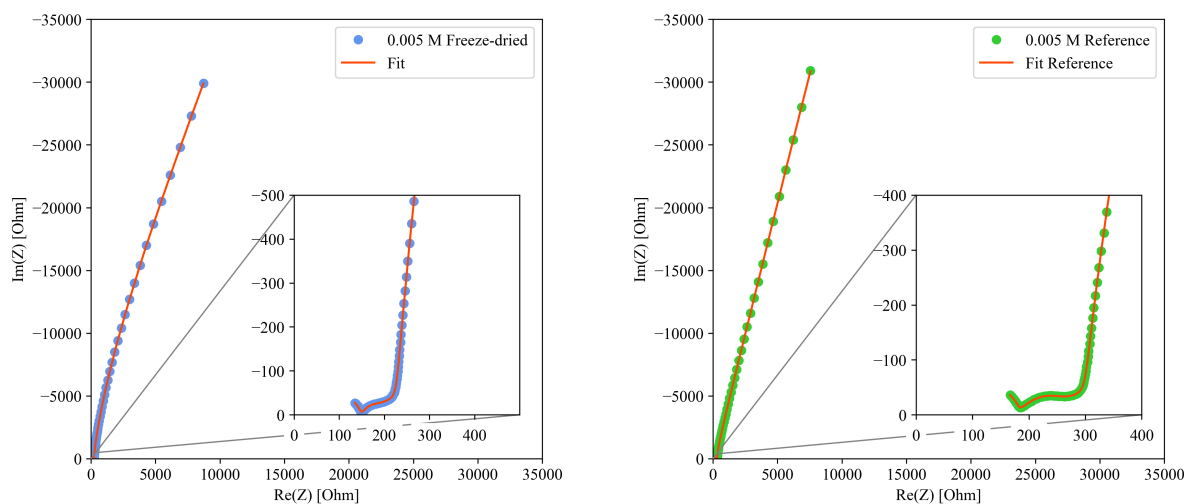 −35000
−30000
−25000
−20000
−15000
−10000
−5000
0
Im(Z) [Ohm]
0.005 M Freeze-dried
Fit
−500
−400
−300
−200
−100
0
0 100 200 300 400
0 5000 10000 15000 20000 25000 30000 35000
Re(Z) [Ohm]
−35000
−30000
−25000
−20000
−15000
−10000
−5000
0
Im(Z) [Ohm]
0.005 M Reference
Fit Reference
−400
−300
−200
−100
0
0 100 200 300 400
0 5000 10000 15000 20000 25000 30000 35000
Re(Z) [Ohm]